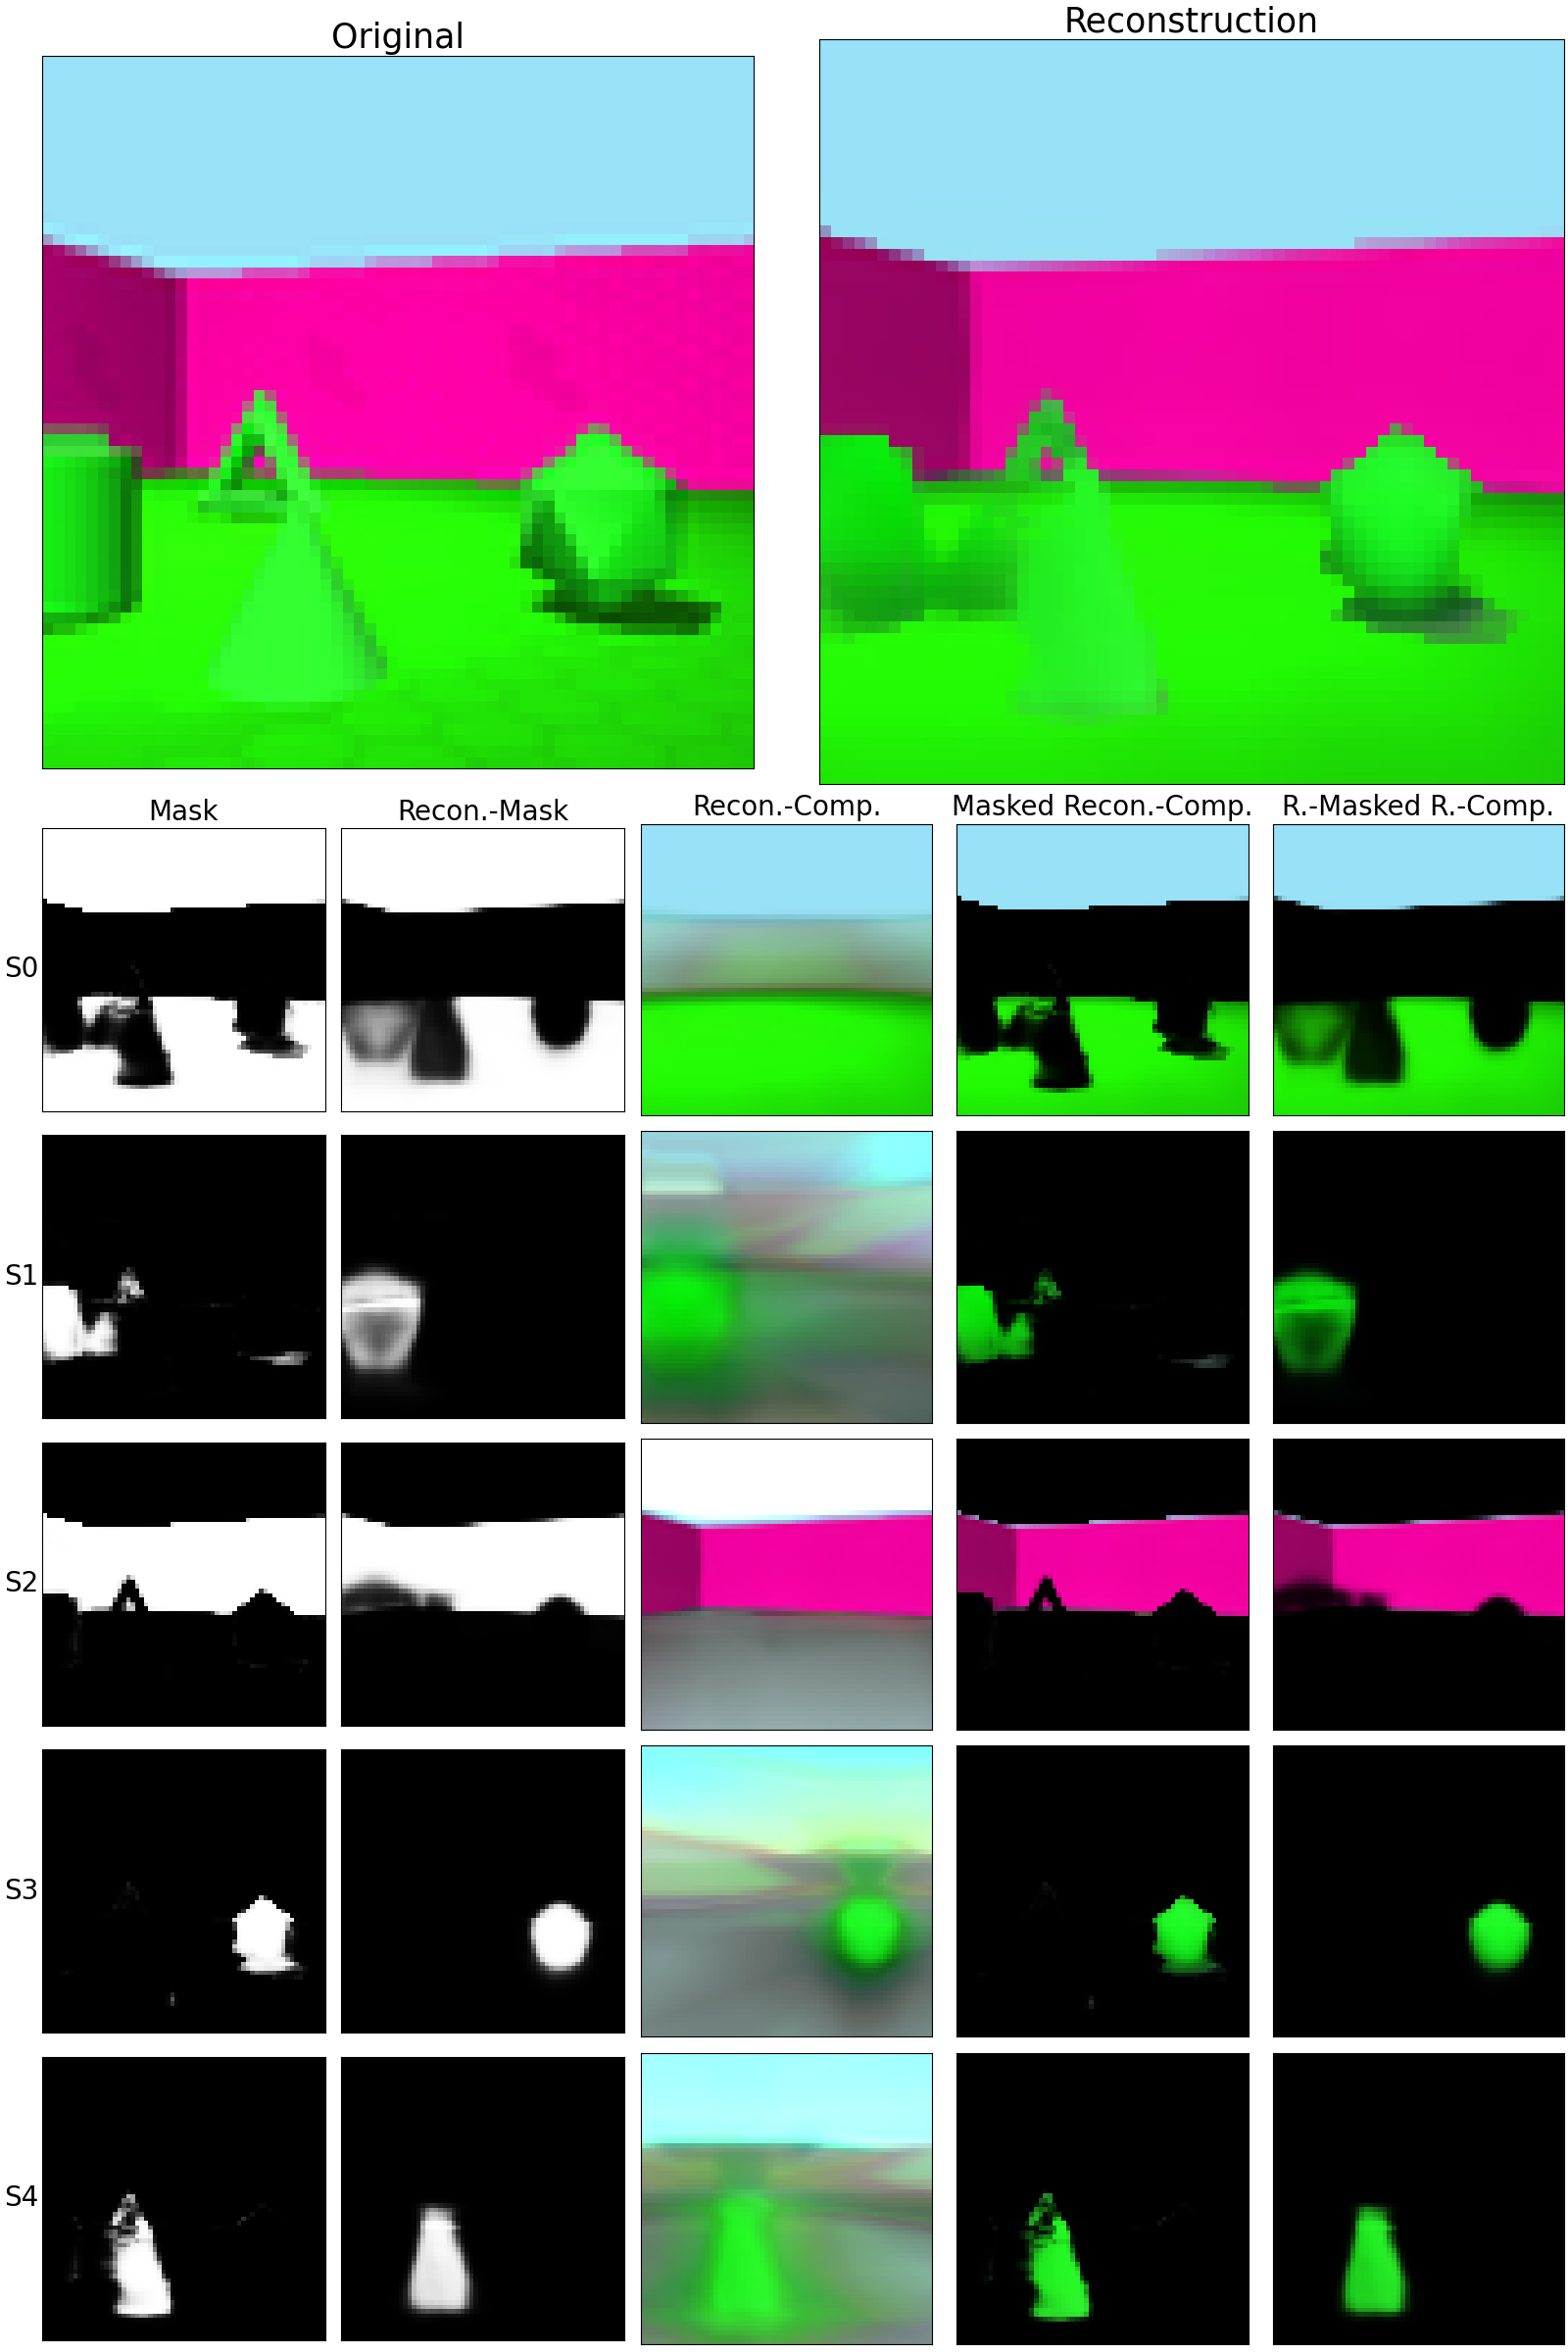 Original
Reconstruction
Mask
Recon.-Mask
Recon.-Comp.
Masked Recon.-Comp.
R.-Masked R.-Comp.
S0
S1
S2
S3
S4